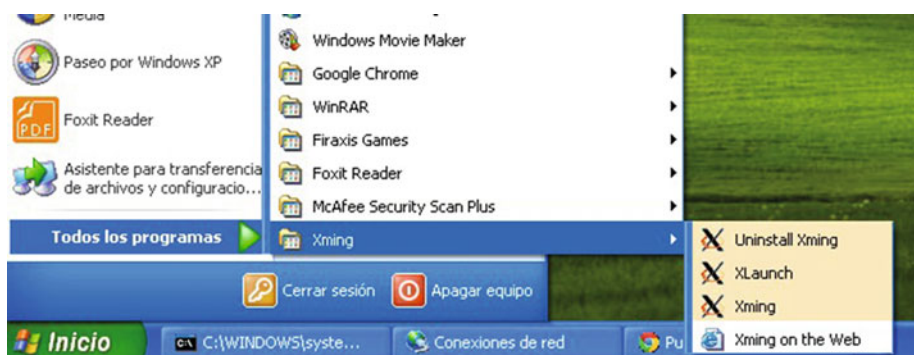 Media
Paseo por Windows XP
PDF
Foxit Reader
Asistente para transferencia
de archivos y configuracio...
Todos los programas
Windows Movie Maker
Google Chrome
WinRAR
Firaxis Games
Foxit Reader
McAfee Security Scan Plus
Xming
Uninstall Xming
XLaunch
Xming
Xming on the Web
Cerrar sesión
Apagar equipo
Inicio
C:\WINDOWS\syste...
Conexiones de red
Pu